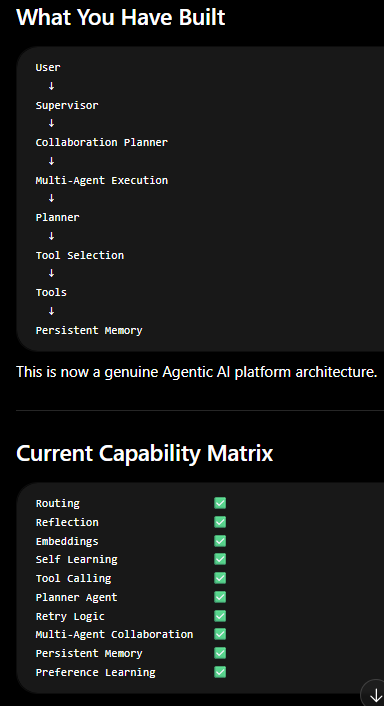 What You Have Built
User
↓
Supervisor
↓
Collaboration Planner
↓
Multi-Agent Execution
↓
Planner
↓
Tool Selection
↓
Tools
↓
Persistent Memory
This is now a genuine Agentic AI platform architecture.
Current Capability Matrix
Routing ✅
Reflection ✅
Embeddings ✅
Self Learning ✅
Tool Calling ✅
Planner Agent ✅
Retry Logic ✅
Multi-Agent Collaboration ✅
Persistent Memory ✅
Preference Learning ✅